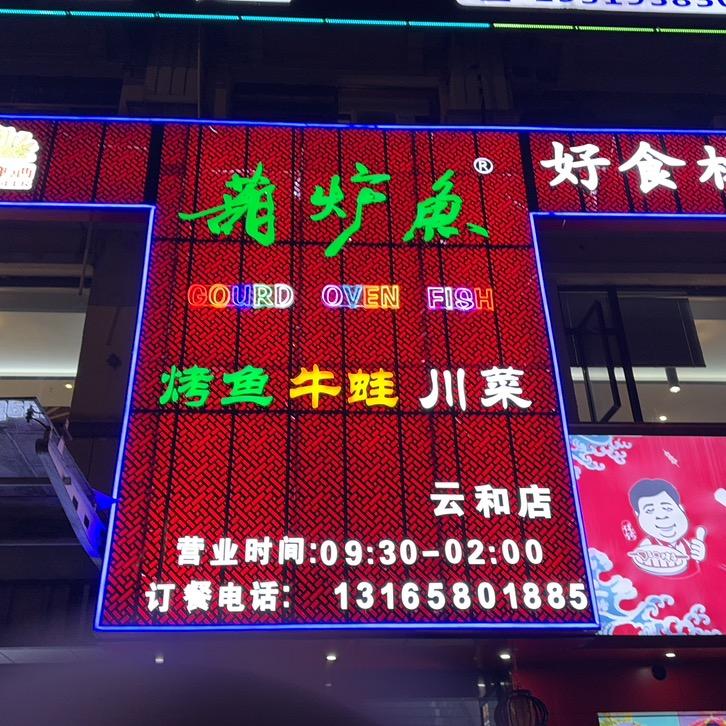 葫炉鱼®
好食
GOURD OVEN FISH
烤鱼 牛蛙 川菜
云和店
营业时间:09:30-02:00
订餐电话: 13165801885